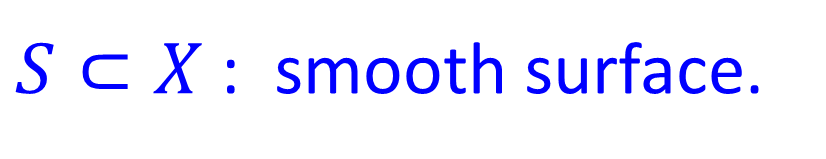 S ⊂ X : smooth surface.